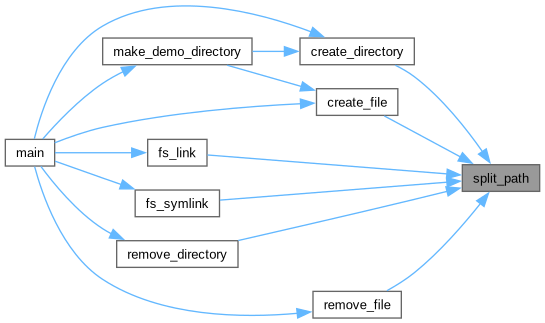 make_demo_directory
create_directory
create_file
main
fs_link
split_path
fs_symlink
remove_directory
remove_file